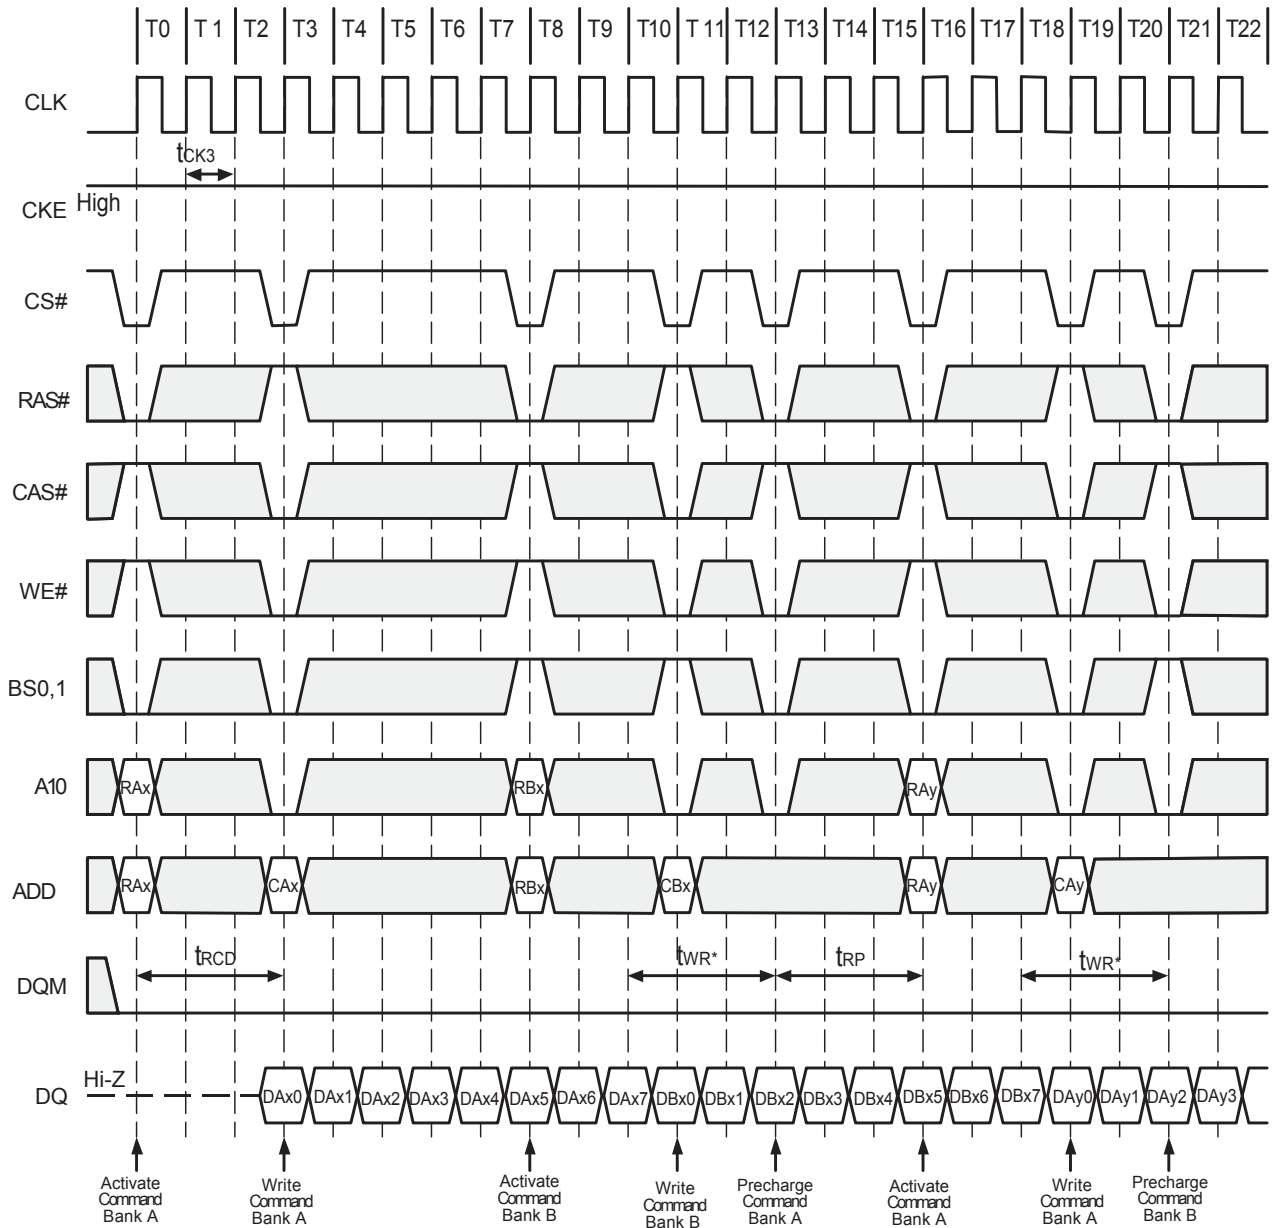 T0 T 1 T2 T3 T4 T5 T6 T7 T8 T9 T10 T 11 T12 T13 T14 T15 T16 T17 T18 T19 T20 T21 T22
CLK
tCK3
CKE High
CS#
RAS#
CAS#
WE#
BS0,1
A10 RAx RBx RAy
ADD RAx CAx RBx CBx RAy CAy
tRCD tWR* tRP tWR*
DQM
Hi-Z
DQ DAx0 DAx1 DAx2 DAx3 DAx4 DAx5 DAx6 DAx7 DBx0 DBx1 DBx2 DBx3 DBx4 DBx5 DBx6 DBx7 DAy0 DAy1 DAy2 DAy3
Activate
Command
Bank A
Write
Command
Bank A
Activate
Command
Bank B
Write
Command
Bank B
Precharge
Command
Bank A
Activate
Command
Bank A
Write
Command
Bank A
Precharge
Command
Bank B